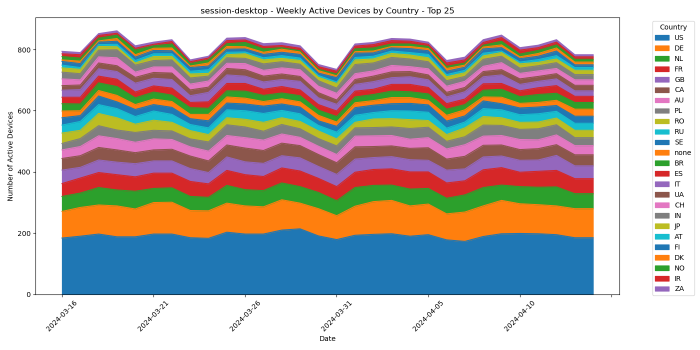 session-desktop - Weekly Active Devices by Country - Top 25
Number of Active Devices
800
600
400
200
0
2024-03-16
2024-03-21
2024-03-26
2024-03-31
2024-04-05
2024-04-10
Date
Country
US
DE
NL
FR
GB
CA
AU
PL
RO
RU
SE
none
BR
ES
IT
UA
CH
IN
JP
AT
FI
DK
NO
IR
ZA